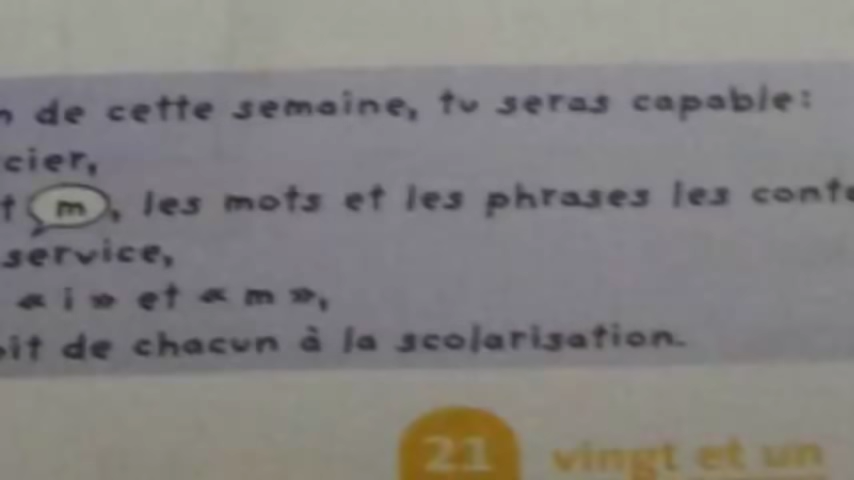 n de cette semaine, tu seras capable:
cier,
t m, les mots et les phrases les conte
service,
« i » et « m »,
oit de chacun à la scolarisation.
21 vingt et un